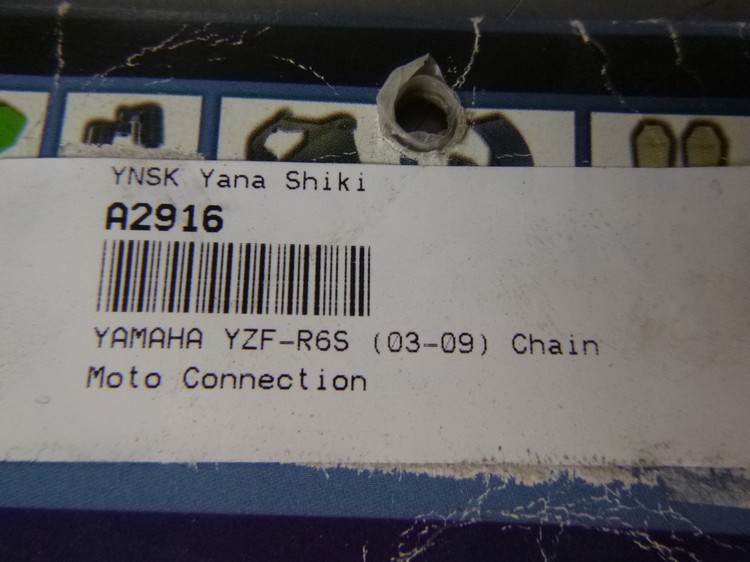 YNSK Yana Shiki
A2916
YAMAHA YZF-R6S (03-09) Chain
Moto Connection